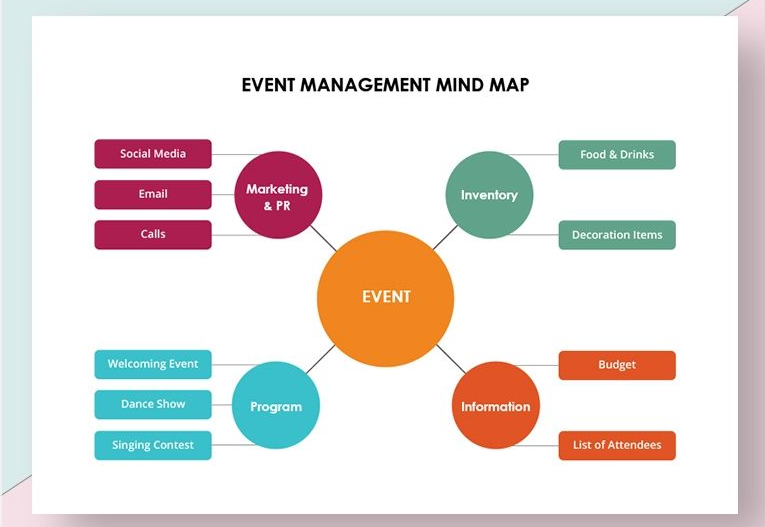 EVENT MANAGEMENT MIND MAP
Social Media
Email
Calls
Marketing
& PR
Inventory
Food & Drinks
Decoration Items
EVENT
Welcoming Event
Dance Show
Singing Contest
Program
Information
Budget
List of Attendees